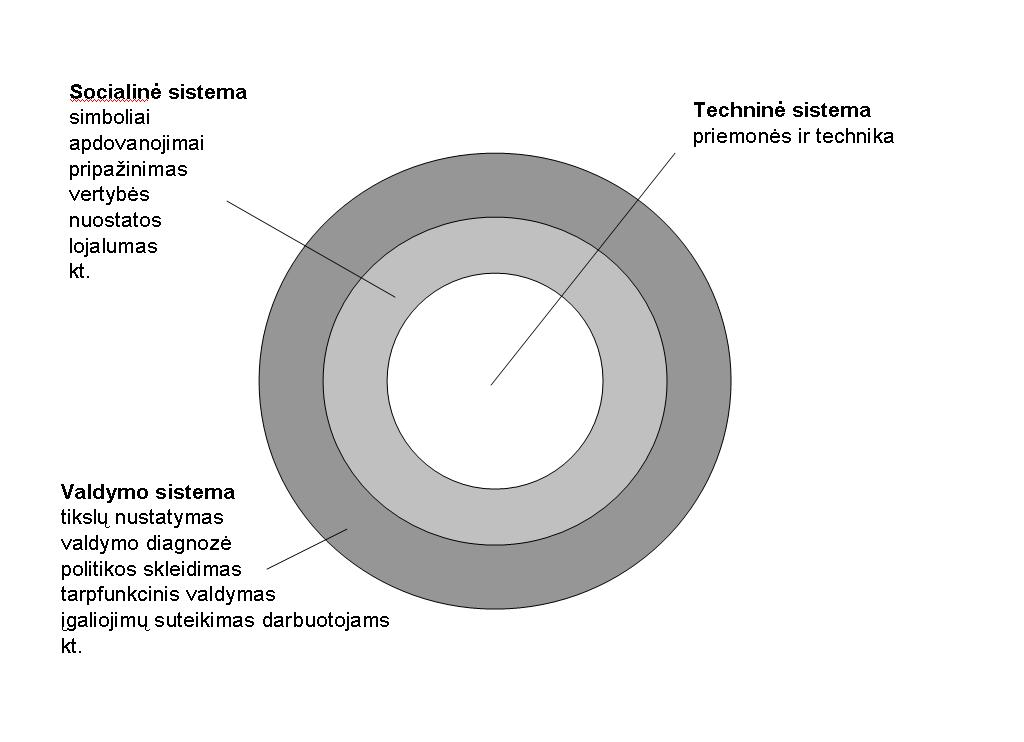 Socialinė sistema
simboliai
apdovanojimai
pripažinimas
vertybės
nuostatos
lojalumas
kt.
Techninė sistema
priemonės ir technika
Valdymo sistema
tikslų nustatymas
valdymo diagnozė
politikos skleidimas
tarpfunkcinis valdymas
įgaliojimų suteikimas darbuotojams
kt.